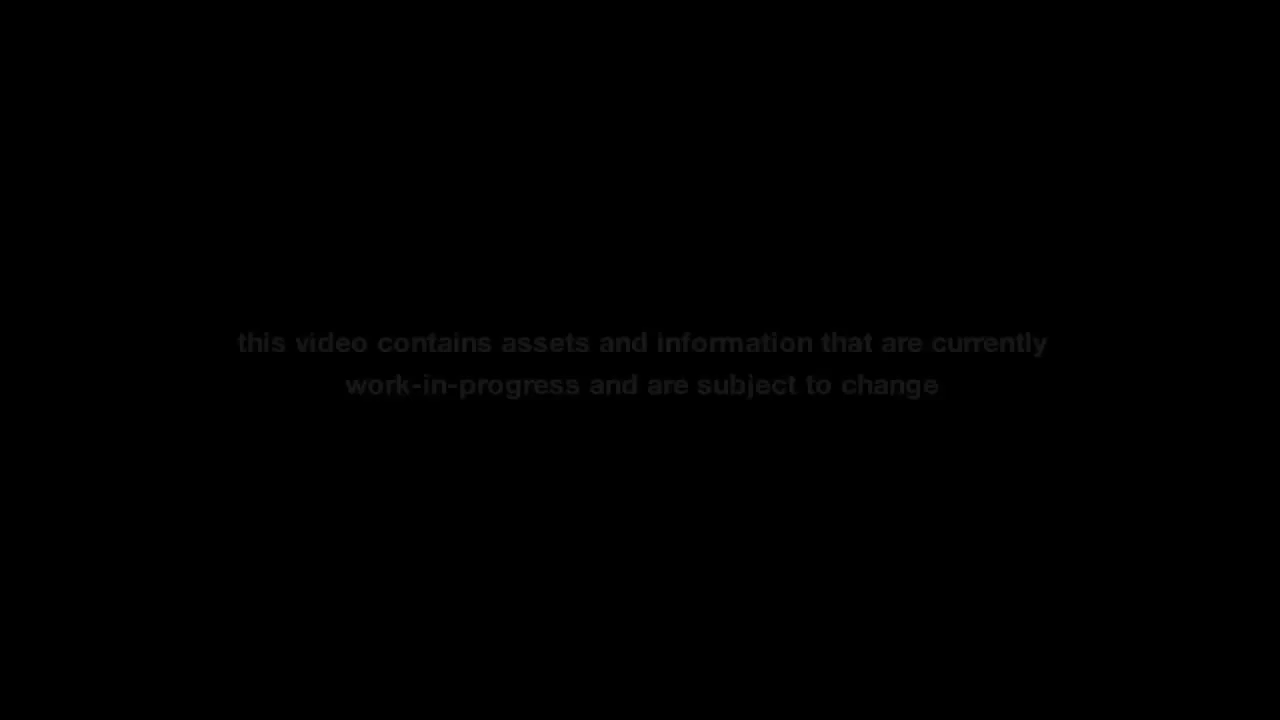 this video contains assets and information that are currently
work-in-progress and are subject to change